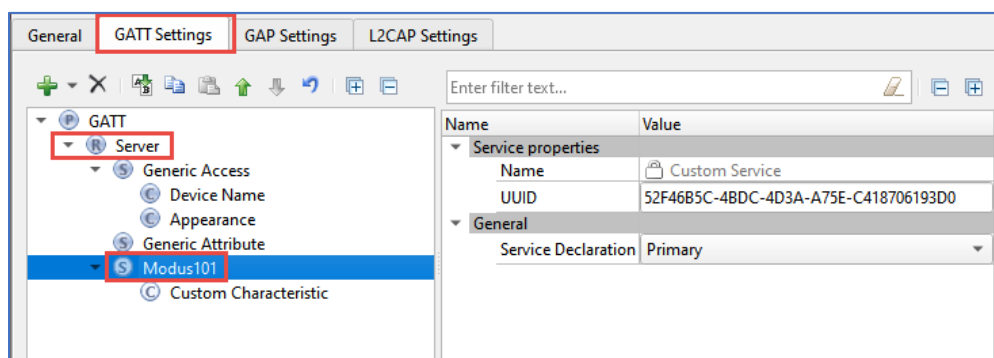 General GATT Settings GAP Settings L2CAP Settings
Enter filter text...
P GATT
R Server
S Generic Access
C Device Name
C Appearance
S Generic Attribute
S Modus101
C Custom Characteristic
Name Value
Service properties
Name Custom Service
UUID 52F46B5C-4BDC-4D3A-A75E-C418706193D0
General
Service Declaration Primary